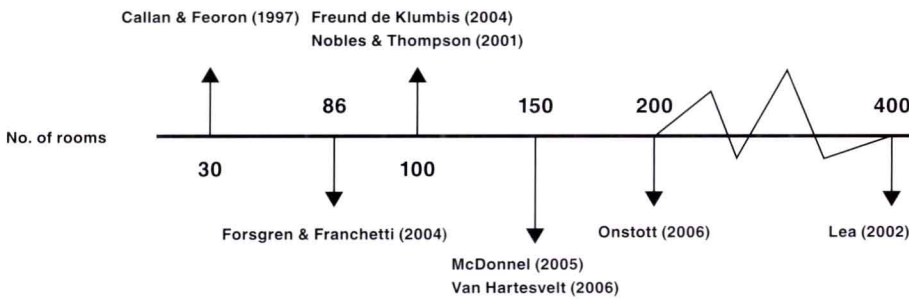 Callan & Feoron (1997) Freund de Klumbis (2004)
Nobles & Thompson (2001)
86 150 200 400
No. of rooms
30 100
Forsgren & Franchetti (2004) Onstott (2006) Lea (2002)
McDonnel (2005)
Van Hartesvelt (2006)